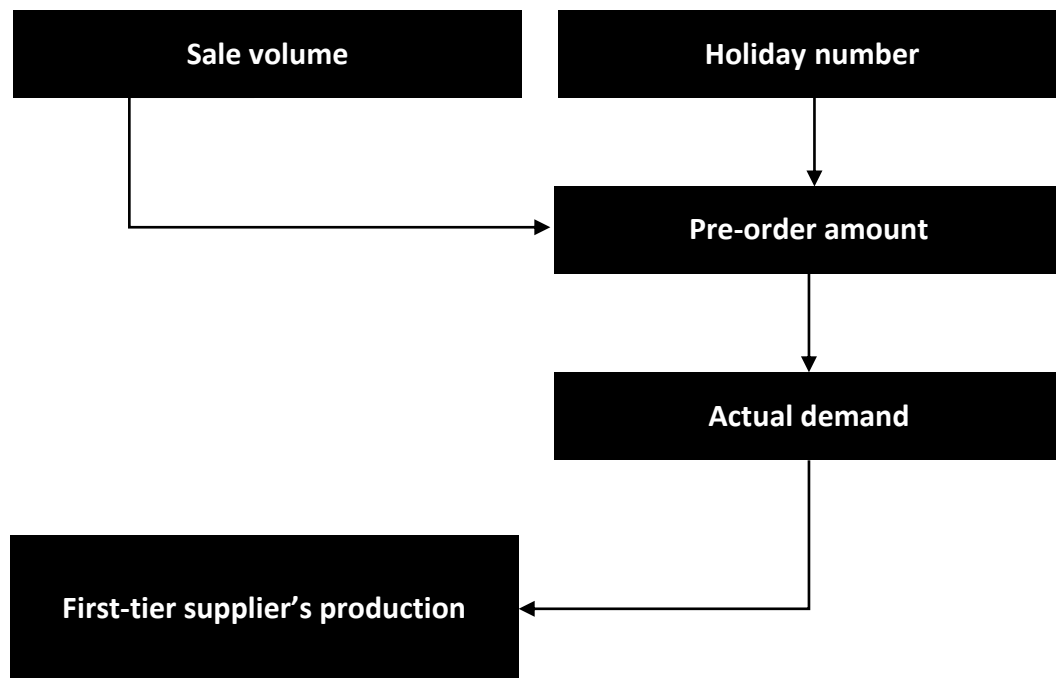 Sale volume
Holiday number
Pre-order amount
Actual demand
First-tier supplier’s production